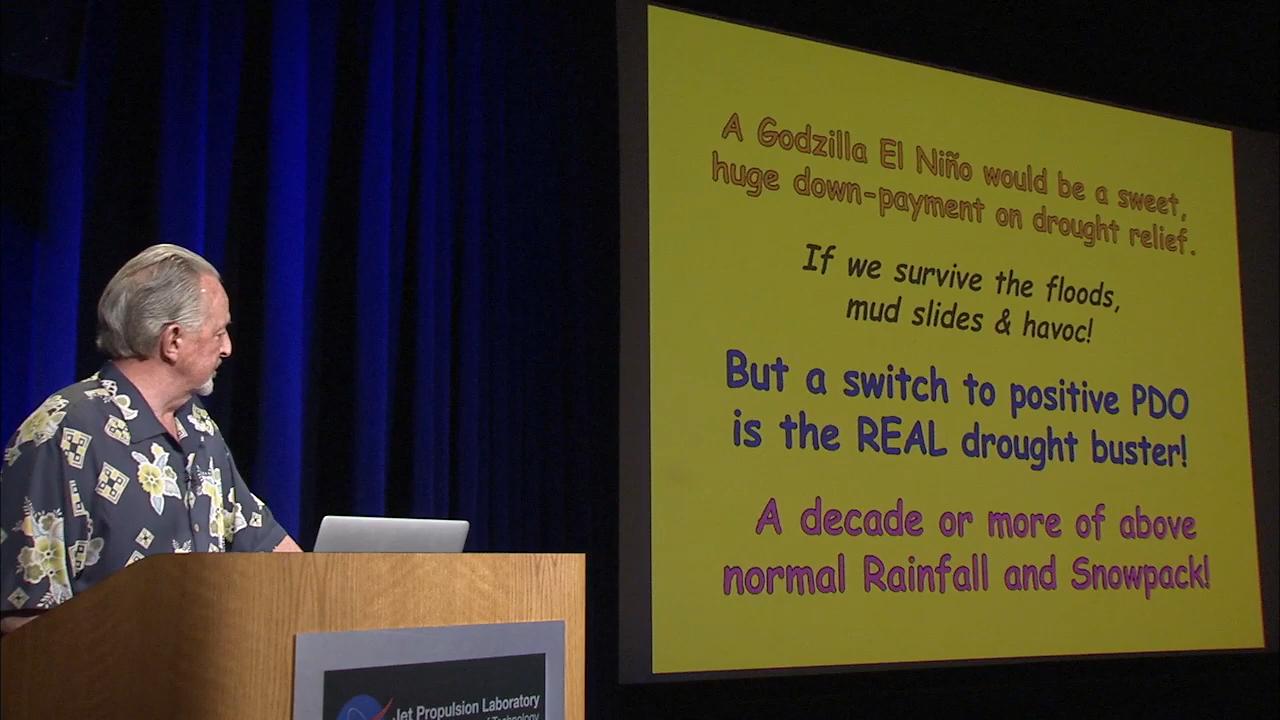 A Godzilla El Niño would be a sweet,
huge down-payment on drought relief.
If we survive the floods,
mud slides & havoc!
But a switch to positive PDO
is the REAL drought buster!
A decade or more of above
normal Rainfall and Snowpack!
Jet Propulsion Laboratory
of Technology